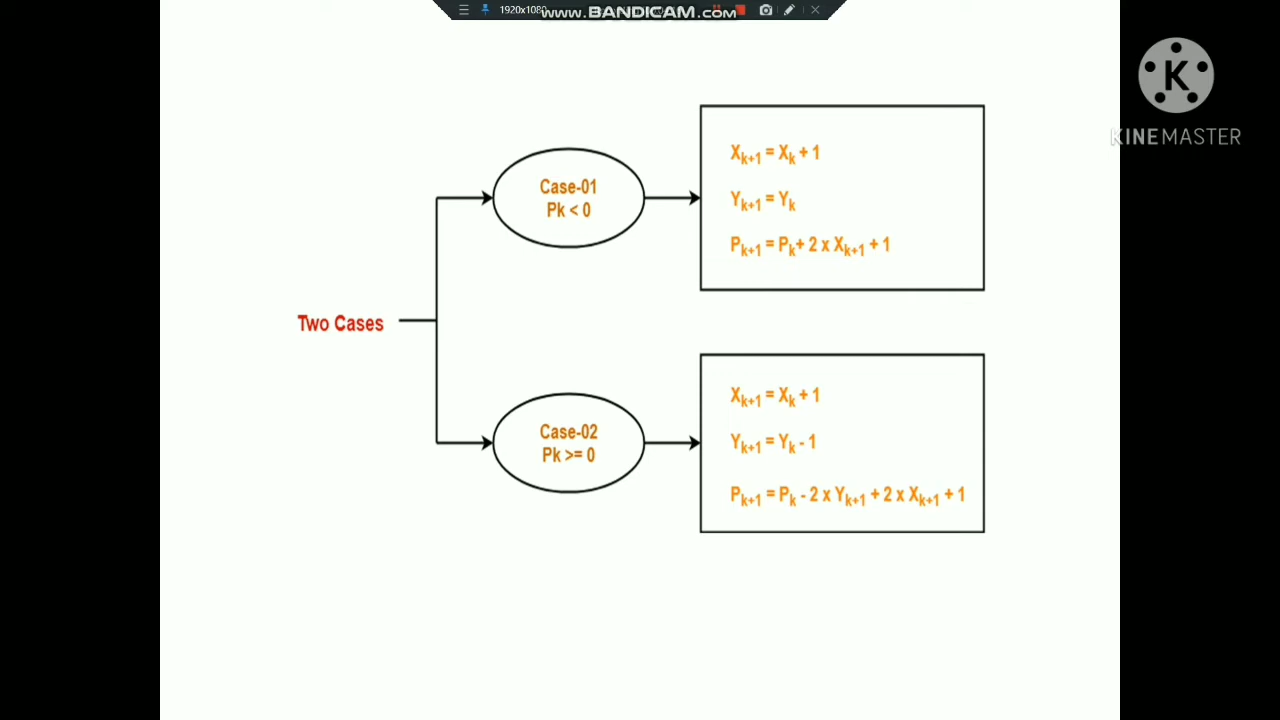 1920x1080
www.BANDICAM.com
K
KINEMASTER
Two Cases
Case-01
Pk < 0
Xk+1 = Xk + 1
Yk+1 = Yk
Pk+1 = Pk+ 2 x Xk+1 + 1
Case-02
Pk >= 0
Xk+1 = Xk + 1
Yk+1 = Yk - 1
Pk+1 = Pk - 2 x Yk+1 + 2 x Xk+1 + 1